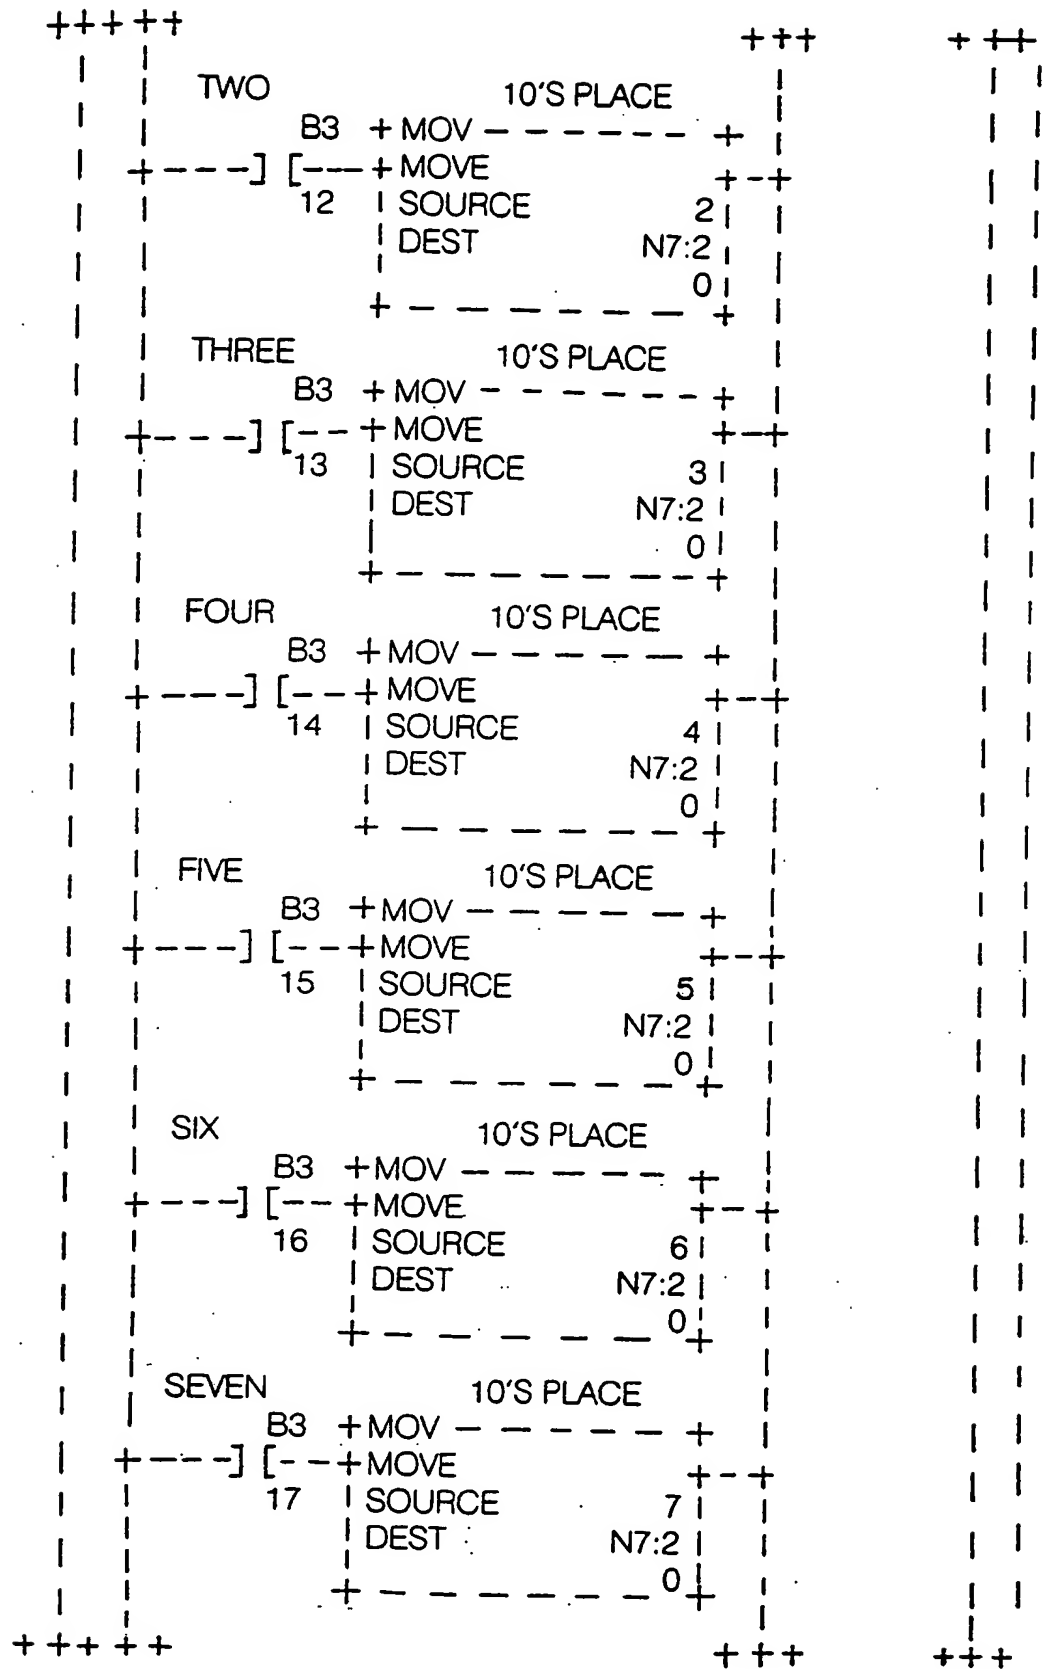 TWO 10'S PLACE
B3 MOV
MOVE
12 SOURCE 2
DEST N7:2
0
THREE 10'S PLACE
B3 MOV
MOVE
13 SOURCE 3
DEST N7:2
0
FOUR 10'S PLACE
B3 MOV
MOVE
14 SOURCE 4
DEST N7:2
0
FIVE 10'S PLACE
B3 MOV
MOVE
15 SOURCE 5
DEST N7:2
0
SIX 10'S PLACE
B3 MOV
MOVE
16 SOURCE 6
DEST N7:2
0
SEVEN 10'S PLACE
B3 MOV
MOVE
17 SOURCE 7
DEST N7:2
0